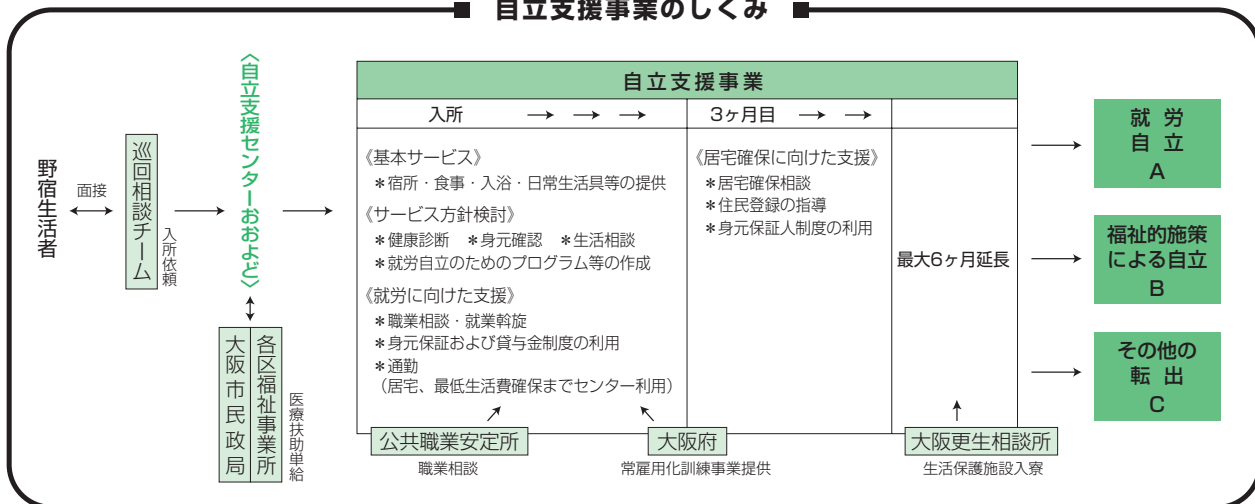 自立支援事業のしくみ
野宿生活者
面接
巡回相談チーム
入所依頼
〈自立支援センターおおよど〉
大阪市民政局
各区福祉事業所
医療扶助単給
自立支援事業
入所 → → →
3ヶ月目 → →
《基本サービス》
＊宿所・食事・入浴・日常生活具等の提供
《サービス方針検討》
＊健康診断 ＊身元確認 ＊生活相談
＊就労自立のためのプログラム等の作成
《就労に向けた支援》
＊職業相談・就業斡旋
＊身元保証および貸与金制度の利用
＊通勤
（居宅、最低生活費確保までセンター利用）
《居宅確保に向けた支援》
＊居宅確保相談
＊住民登録の指導
＊身元保証人制度の利用
最大6ヶ月延長
公共職業安定所
職業相談
大阪府
常雇用化訓練事業提供
大阪更生相談所
生活保護施設入寮
就 労
自 立
A
福祉的施策
による自立
B
その他の
転 出
C